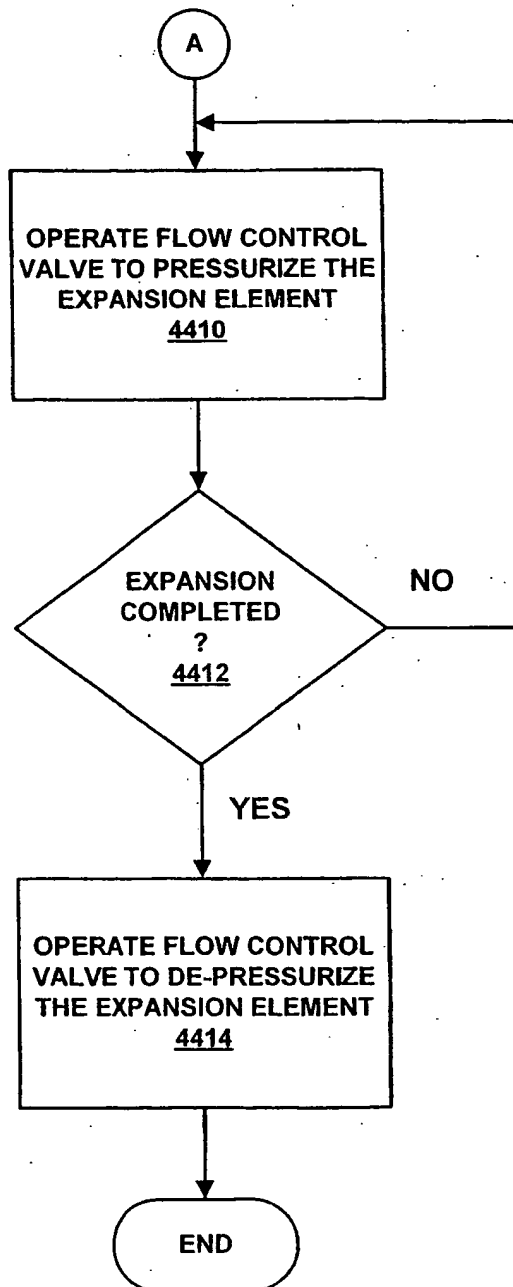 A
OPERATE FLOW CONTROL
VALVE TO PRESSURIZE THE
EXPANSION ELEMENT
4410
EXPANSION
COMPLETED
?
4412
NO
YES
OPERATE FLOW CONTROL
VALVE TO DE-PRESSURIZE
THE EXPANSION ELEMENT
4414
END